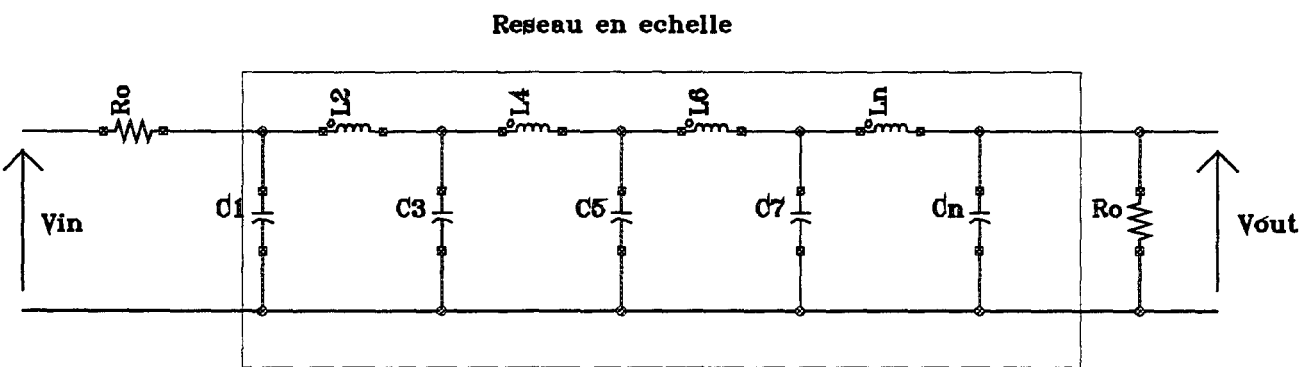 Reseau en echelle
Ro
L2
L4
L6
Ln
C1
C3
C5
C7
Cn
Ro
Vin
Vout